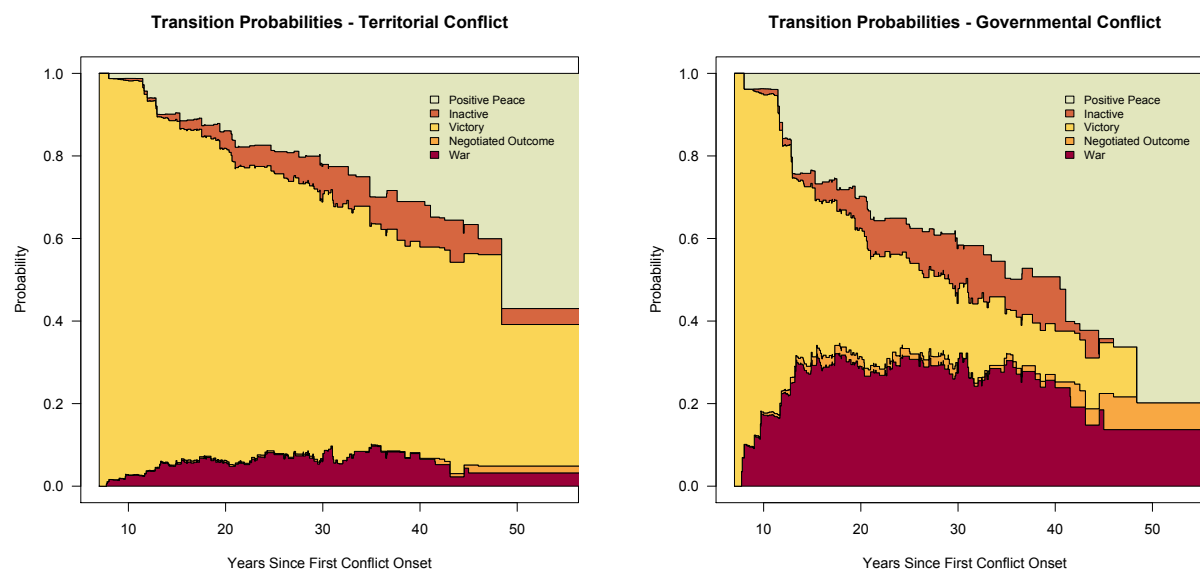 Transition Probabilities - Territorial Conflict
Probability
1.0
0.8
0.6
0.4
0.2
0.0
Positive Peace
Inactive
Victory
Negotiated Outcome
War
10 20 30 40 50
Years Since First Conflict Onset
Transition Probabilities - Governmental Conflict
Probability
1.0
0.8
0.6
0.4
0.2
0.0
Positive Peace
Inactive
Victory
Negotiated Outcome
War
10 20 30 40 50
Years Since First Conflict Onset